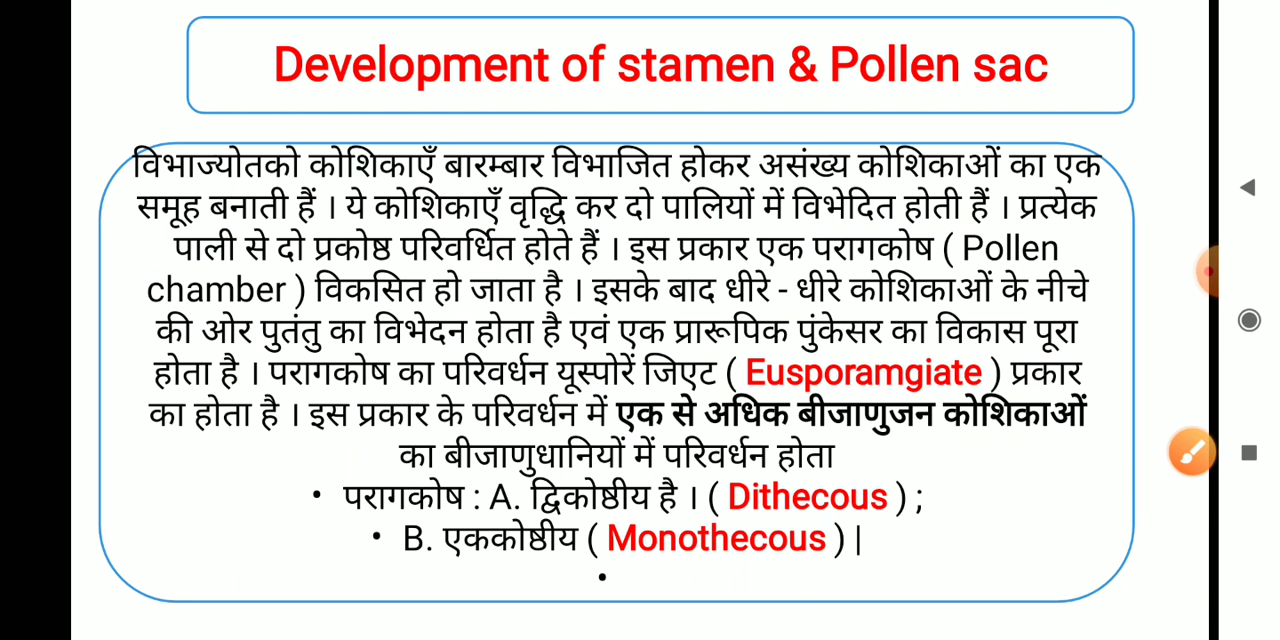 Development of stamen & Pollen sac
विभाज्योतको कोशिकाएँ बारम्बार विभाजित होकर असंख्य कोशिकाओं का एक
समूह बनाती हैं । ये कोशिकाएँ वृद्धि कर दो पालियों में विभेदित होती हैं । प्रत्येक
पाली से दो प्रकोष्ठ परिवर्धित होते हैं । इस प्रकार एक परागकोष ( Pollen
chamber ) विकसित हो जाता है । इसके बाद धीरे - धीरे कोशिकाओं के नीचे
की ओर पुतंतु का विभेदन होता है एवं एक प्रारूपिक पुंकेसर का विकास पूरा
होता है । परागकोष का परिवर्धन यूस्पोरें जिएट ( Eusporamgiate ) प्रकार
का होता है । इस प्रकार के परिवर्धन में एक से अधिक बीजाणुजन कोशिकाओं
का बीजाणुधानियों में परिवर्धन होता
• परागकोष : A. द्विकोष्ठीय है । ( Dithecous ) ;
• B. एककोष्ठीय ( Monothecous ) |
•